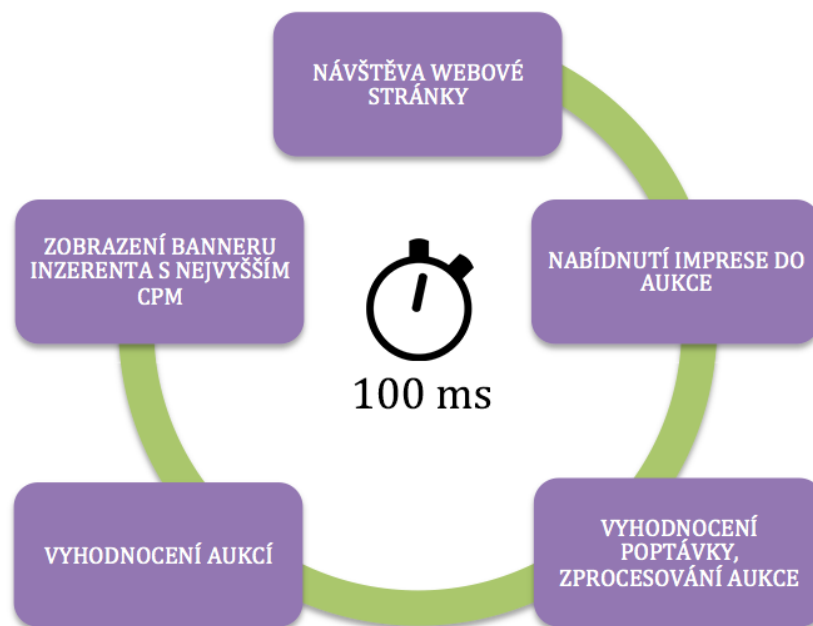 NÁVŠTĚVA WEBOVÉ
STRÁNKY
NABÍDNUTÍ IMPRESE DO
AUKCE
VYHODNOCENÍ
POPTÁVKY,
ZPROCESOVÁNÍ AUKCE
VYHODNOCENÍ AUKCÍ
ZOBRAZENÍ BANNERU
INZERENTA S NEJVYŠŠÍM
CPM
100 ms